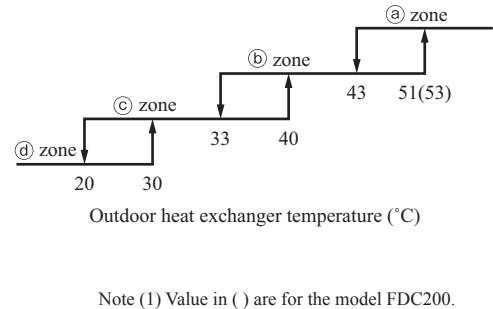 ⓐ zone
ⓑ zone
43 51(53)
ⓒ zone
33 40
ⓓ zone
20 30
Outdoor heat exchanger temperature (˚C)
Note (1) Value in ( ) are for the model FDC200.